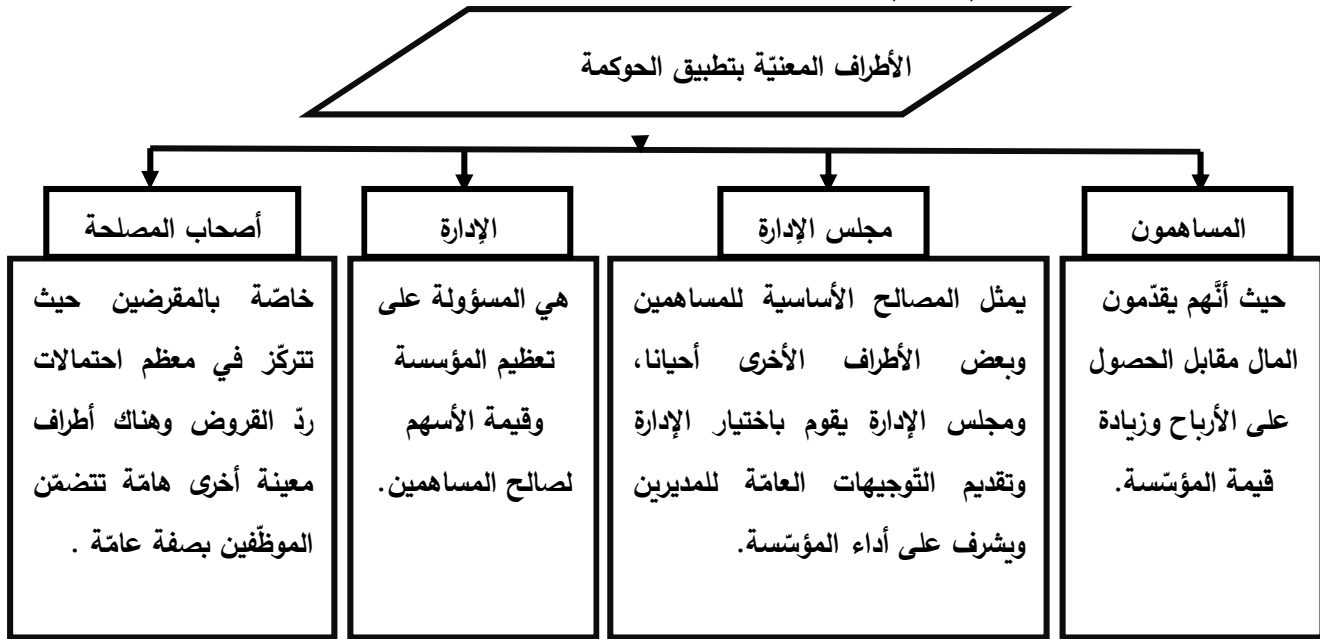 الأطراف المعنيّة بتطبيق الحوكمة
المساهمون
حيث أنَّهم يقدّمون
المال مقابل الحصول
على الأرباح وزيادة
قيمة المؤسّسة.
مجلس الإدارة
يمثل المصالح الأساسية للمساهمين
وبعض الأطراف الأخرى أحيانا،
ومجلس الإدارة يقوم باختيار الإدارة
وتقديم التّوجيهات العامّة للمديرين
ويشرف على أداء المؤسّسة.
الإدارة
هي المسؤولة على
تعظيم المؤسسة
وقيمة الأسهم
لصالح المساهمين.
أصحاب المصلحة
خاصّة بالمقرضين حيث
تتركّز في معظم احتمالات
ردّ القروض وهناك أطراف
معينة أخرى هامّة تتضمّن
الموظّفين بصفة عامّة .